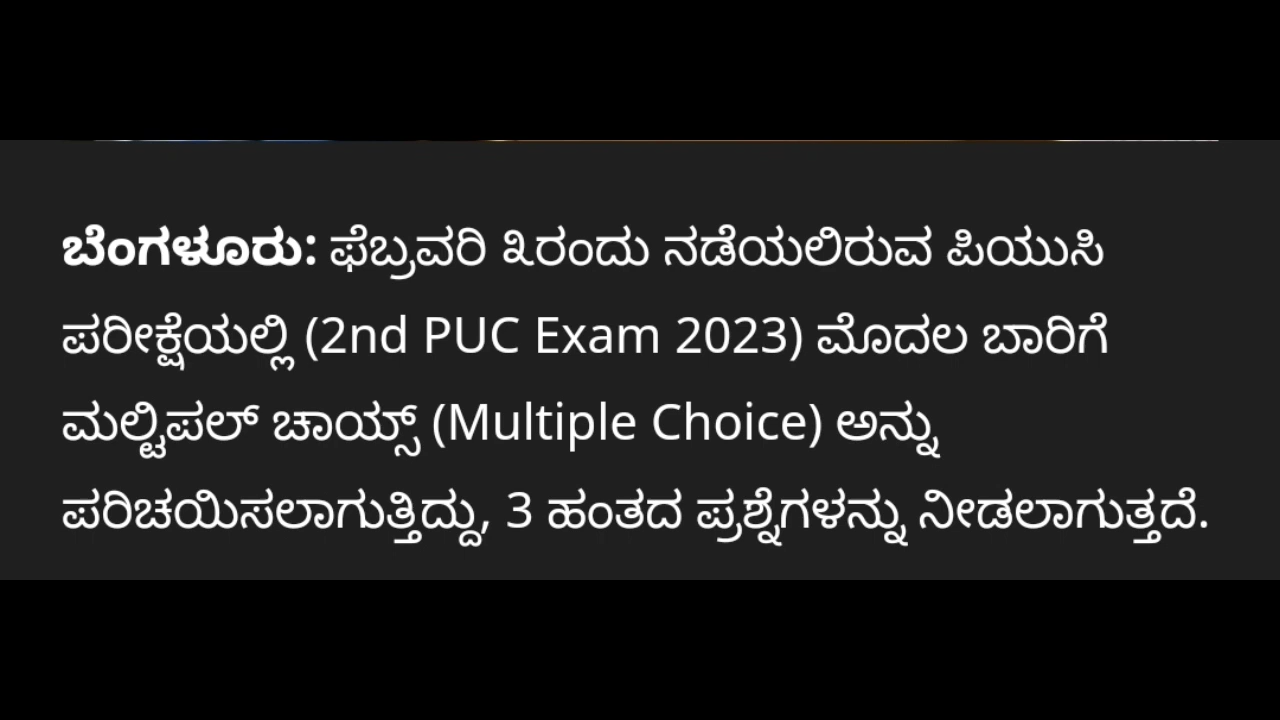 ಬೆಂಗಳೂರು: ಫೆಬ್ರವರಿ ೩ರಂದು ನಡೆಯಲಿರುವ ಪಿಯುಸಿ
ಪರೀಕ್ಷೆಯಲ್ಲಿ (2nd PUC Exam 2023) ಮೊದಲ ಬಾರಿಗೆ
ಮಲ್ಟಿಪಲ್ ಚಾಯ್ಸ್ (Multiple Choice) ಅನ್ನು
ಪರಿಚಯಿಸಲಾಗುತ್ತಿದ್ದು, 3 ಹಂತದ ಪ್ರಶ್ನೆಗಳನ್ನು ನೀಡಲಾಗುತ್ತದೆ.